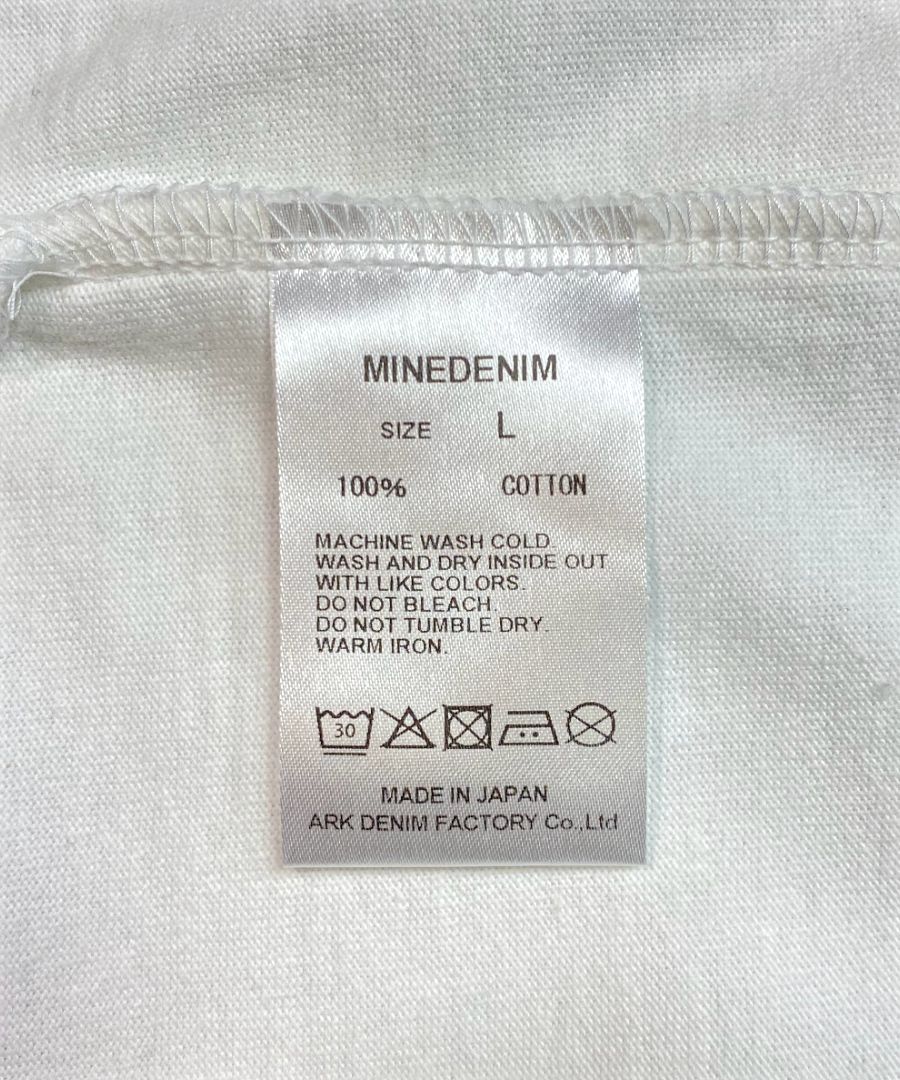 MINEDENIM
SIZE L
100% COTTON
MACHINE WASH COLD
WASH AND DRY INSIDE OUT
WITH LIKE COLORS.
DO NOT BLEACH.
DO NOT TUMBLE DRY.
WARM IRON.
30
MADE IN JAPAN
ARK DENIM FACTORY Co.,Ltd